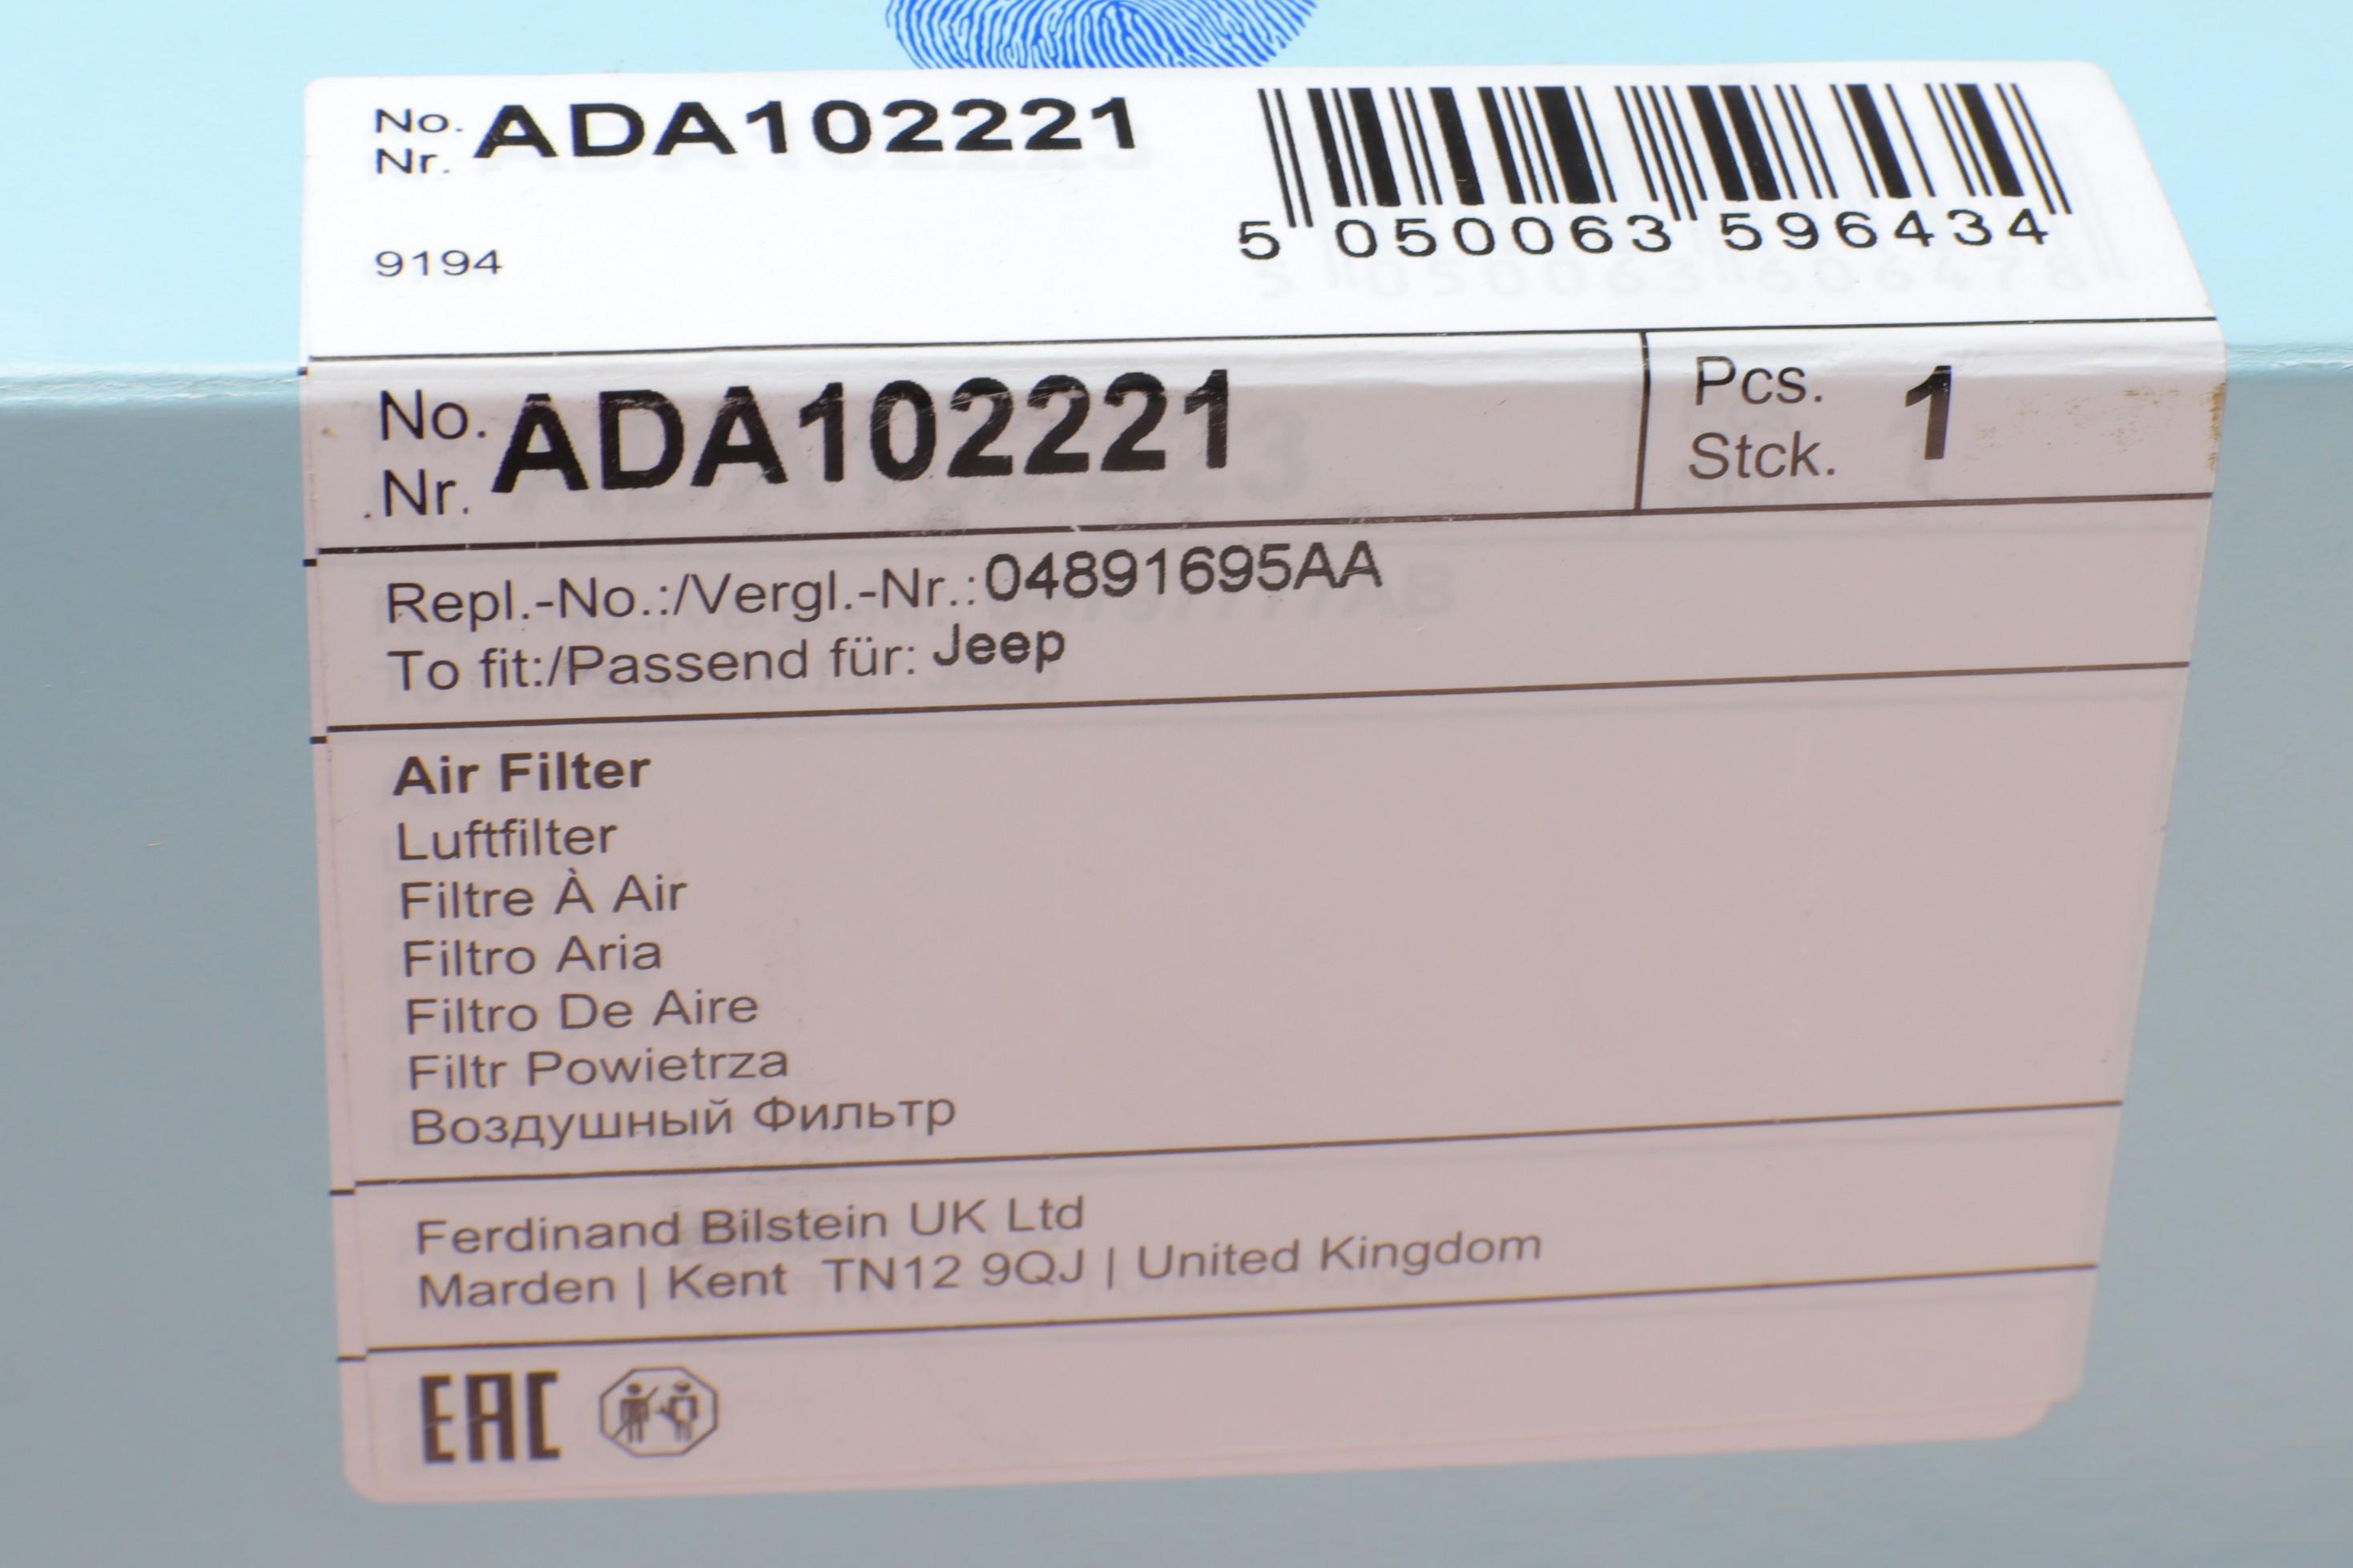 No. ADA102221
Nr.
9194
5 050063 596434
No. ADA102221
Nr.
Pcs. 1
Stck.
Repl.-No.:/Vergl.-Nr.: 04891695AA
To fit:/Passend für: Jeep
Air Filter
Luftfilter
Filtre À Air
Filtro Aria
Filtro De Aire
Filtr Powietrza
Воздушный Фильтр
Ferdinand Bilstein UK Ltd
Marden | Kent TN12 9QJ | United Kingdom
EAC